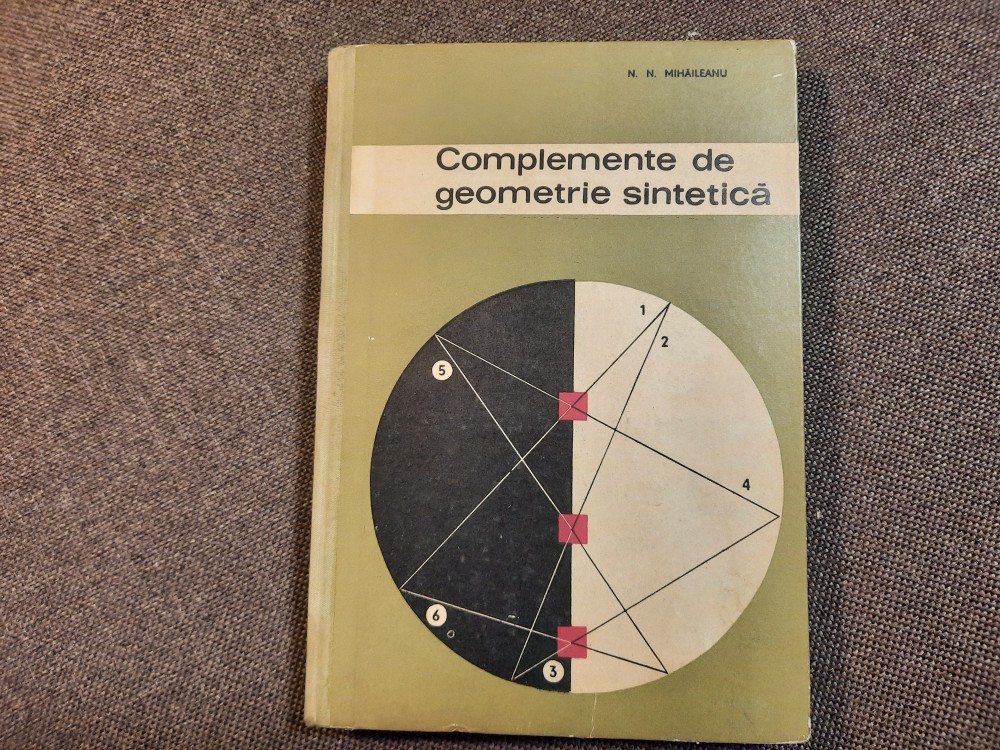 N. N. MIHĂILEANU
Complemente de
geometrie sintetică
1
2
5
4
6
3